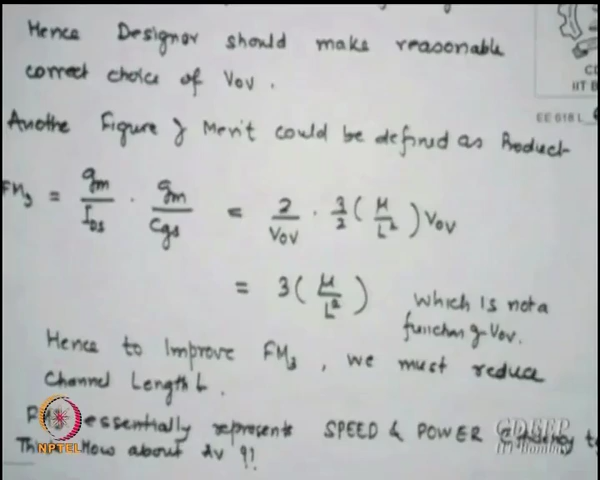 Hence Designer should make reasonable
correct choice of Vov.
Anothe Figure of Merit could be defined as Product
FM3 = gm/IDS · gm/Cgs = 2/Vov · 3/2 (μ/L²) Vov
= 3 (μ/L²) which is not a
function of Vov.
Hence to Improve FM3, we must reduce
Channel Length L.
essentially represents SPEED & POWER
How about Av ?!
NPTEL
CDEEP
IIT Bombay
EE 618 L